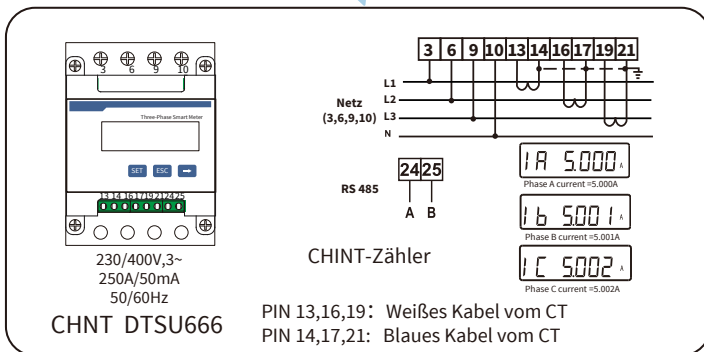 3 6 9 10
Three-Phase Smart Meter
SET ESC
13 14 16 17 19 21 24 25
230/400V,3~
250A/50mA
50/60Hz
CHNT DTSU666
3 6 9 10 13 14 16 17 19 21
L1
L2
L3
N
Netz
(3,6,9,10)
24 25
RS 485
A B
CHINT-Zähler
IA 5.000 A
Phase A current =5.000A
Ib 5.001 A
Phase B current =5.001A
IC 5.002 A
Phase C current =5.002A
PIN 13,16,19: Weißes Kabel vom CT
PIN 14,17,21: Blaues Kabel vom CT